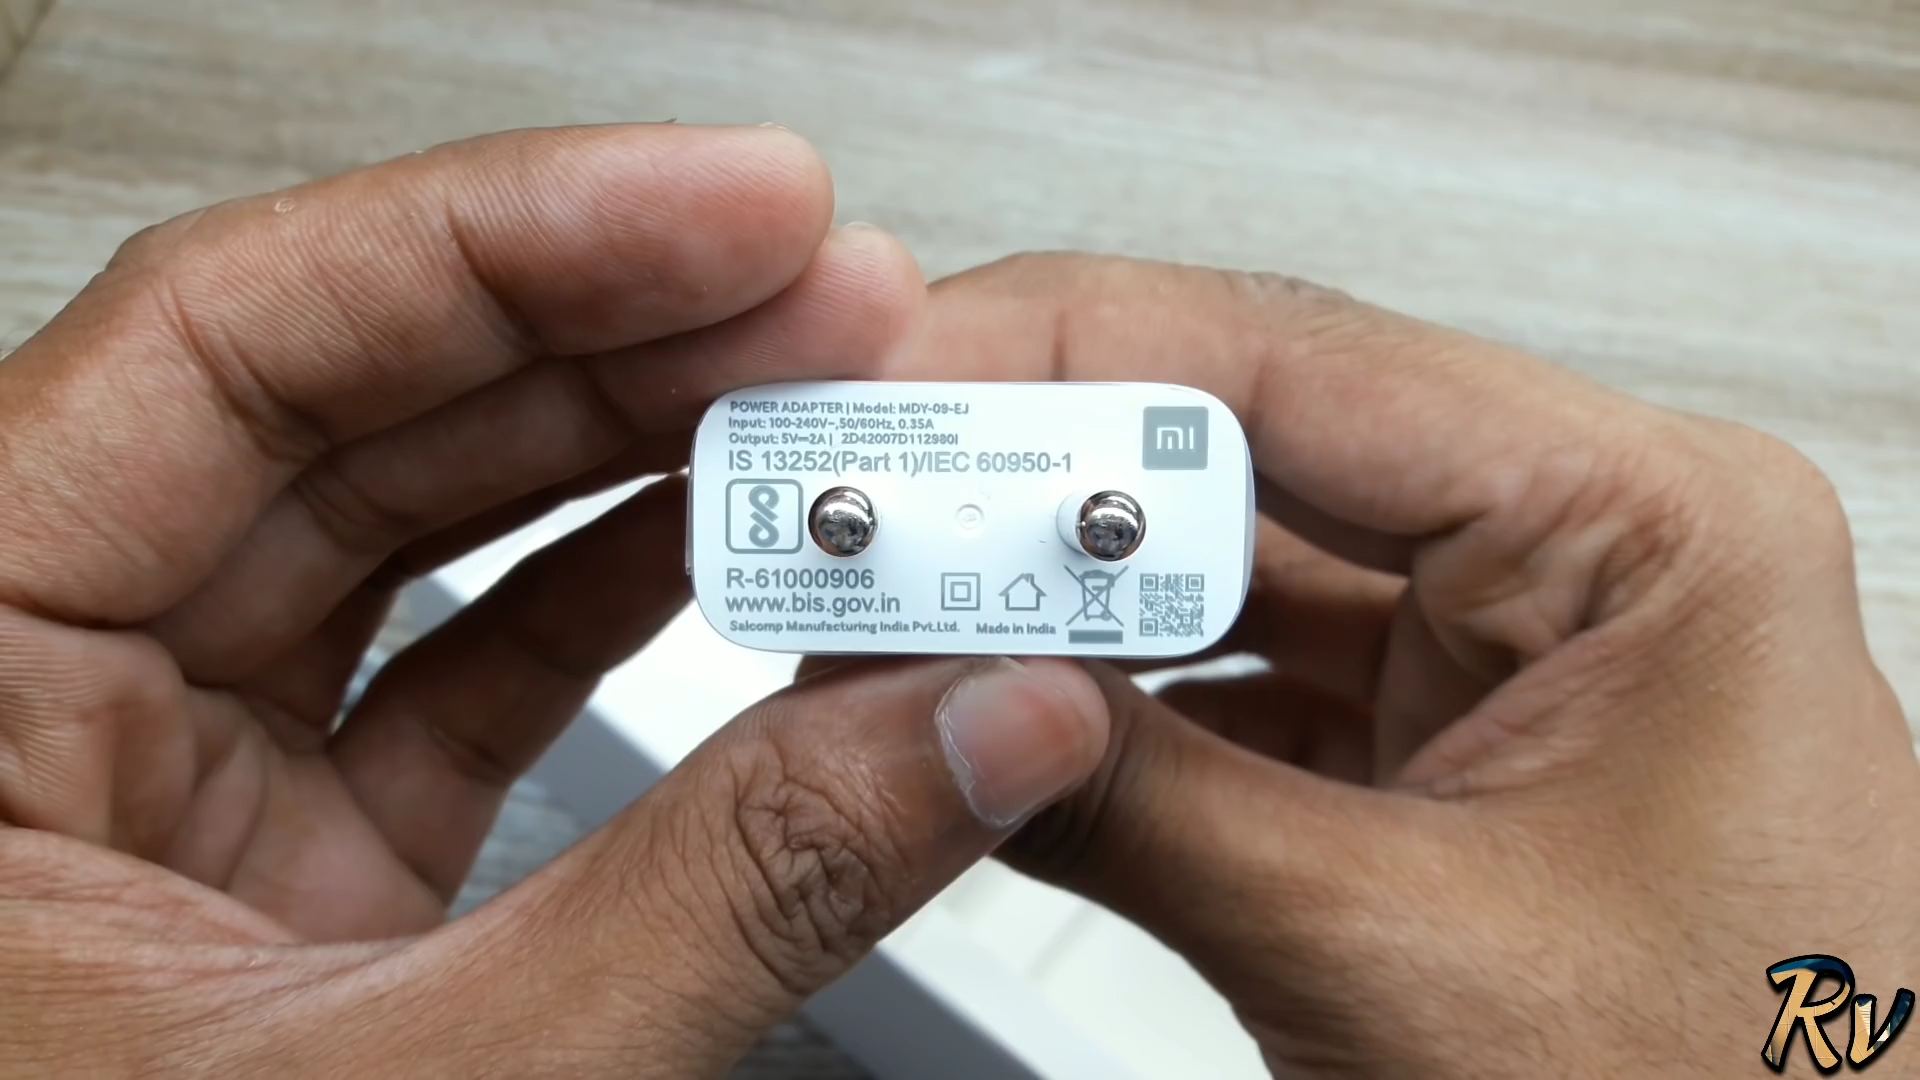 POWER ADAPTER | Model: MDY-09-EJ
Input: 100-240V~,50/60Hz, 0.35A
Output: 5V⎓2A | 2D42007D112980I
IS 13252(Part 1)/IEC 60950-1
mi
R-61000906
www.bis.gov.in
Salcomp Manufacturing India Pvt.Ltd. Made in India
Rv